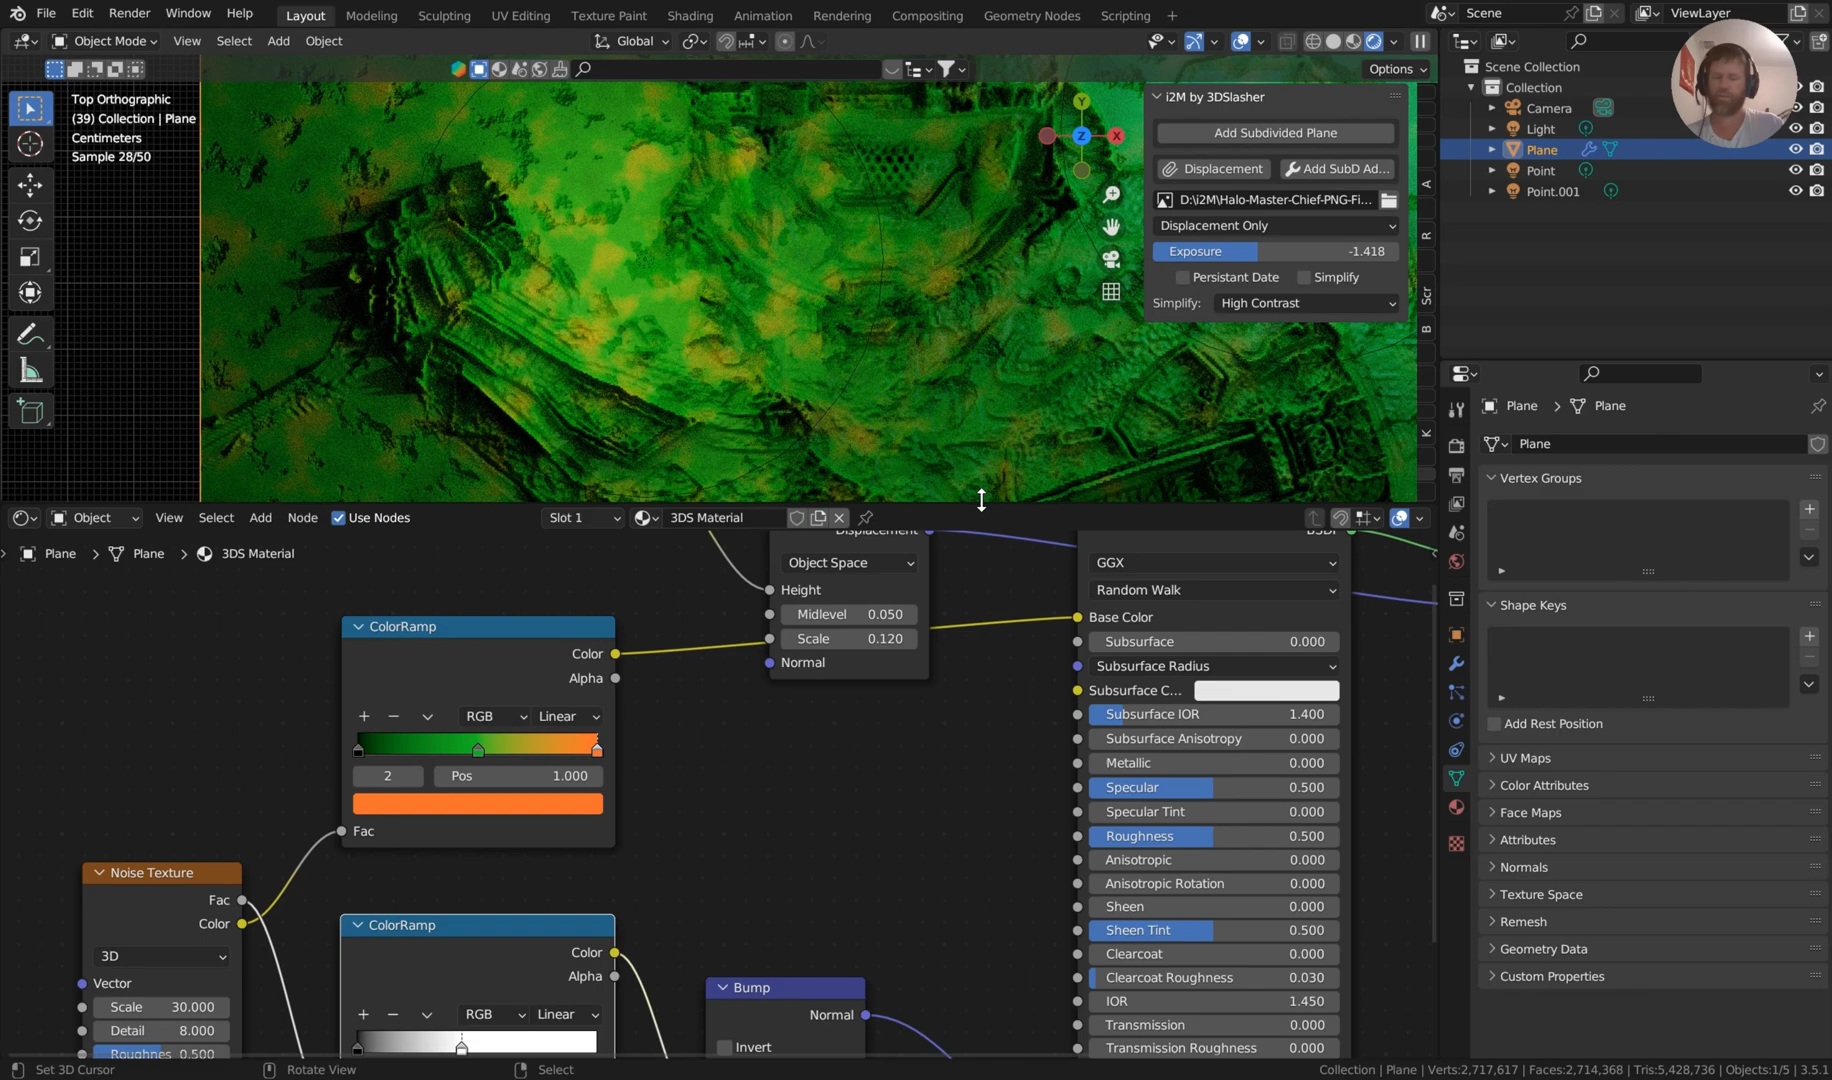 File Edit Render Window Help Layout Modeling Sculpting UV Editing Texture Paint Shading Animation Rendering Compositing Geometry Nodes Scripting + Scene ViewLayer
Object Mode View Select Add Object Global
Options
Top Orthographic
(39) Collection | Plane
Centimeters
Sample 28/50
Y
Z
X
i2M by 3DSlasher
Add Subdivided Plane
Displacement Add SubD Ad...
D:\i2M\Halo-Master-Chief-PNG-Fi...
Displacement Only
Exposure -1.418
Persistant Date Simplify
Simplify: High Contrast
A
R
Scr
B
K
Scene Collection
Collection
Camera
Light
Plane
Point
Point.001
Plane > Plane
Plane
Vertex Groups
Shape Keys
Add Rest Position
UV Maps
Color Attributes
Face Maps
Attributes
Normals
Texture Space
Remesh
Geometry Data
Custom Properties
Object View Select Add Node Use Nodes Slot 1 3DS Material
Plane > Plane > 3DS Material
Displacement
Object Space
Height
Midlevel 0.050
Scale 0.120
Normal
ColorRamp
Color
Alpha
RGB Linear
2 Pos 1.000
Fac
Noise Texture
Fac
Color
3D
Vector
Scale 30.000
Detail 8.000
Roughnes 0.500
ColorRamp
Color
Alpha
RGB Linear
Bump
Normal
Invert
BSDF
GGX
Random Walk
Base Color
Subsurface 0.000
Subsurface Radius
Subsurface C...
Subsurface IOR 1.400
Subsurface Anisotropy 0.000
Metallic 0.000
Specular 0.500
Specular Tint 0.000
Roughness 0.500
Anisotropic 0.000
Anisotropic Rotation 0.000
Sheen 0.000
Sheen Tint 0.500
Clearcoat 0.000
Clearcoat Roughness 0.030
IOR 1.450
Transmission 0.000
Transmission Roughness 0.000
Set 3D Cursor Rotate View Select Collection | Plane | Verts:2,717,617 | Faces:2,714,368 | Tris:5,428,736 | Objects:1/5 | 3.5.1